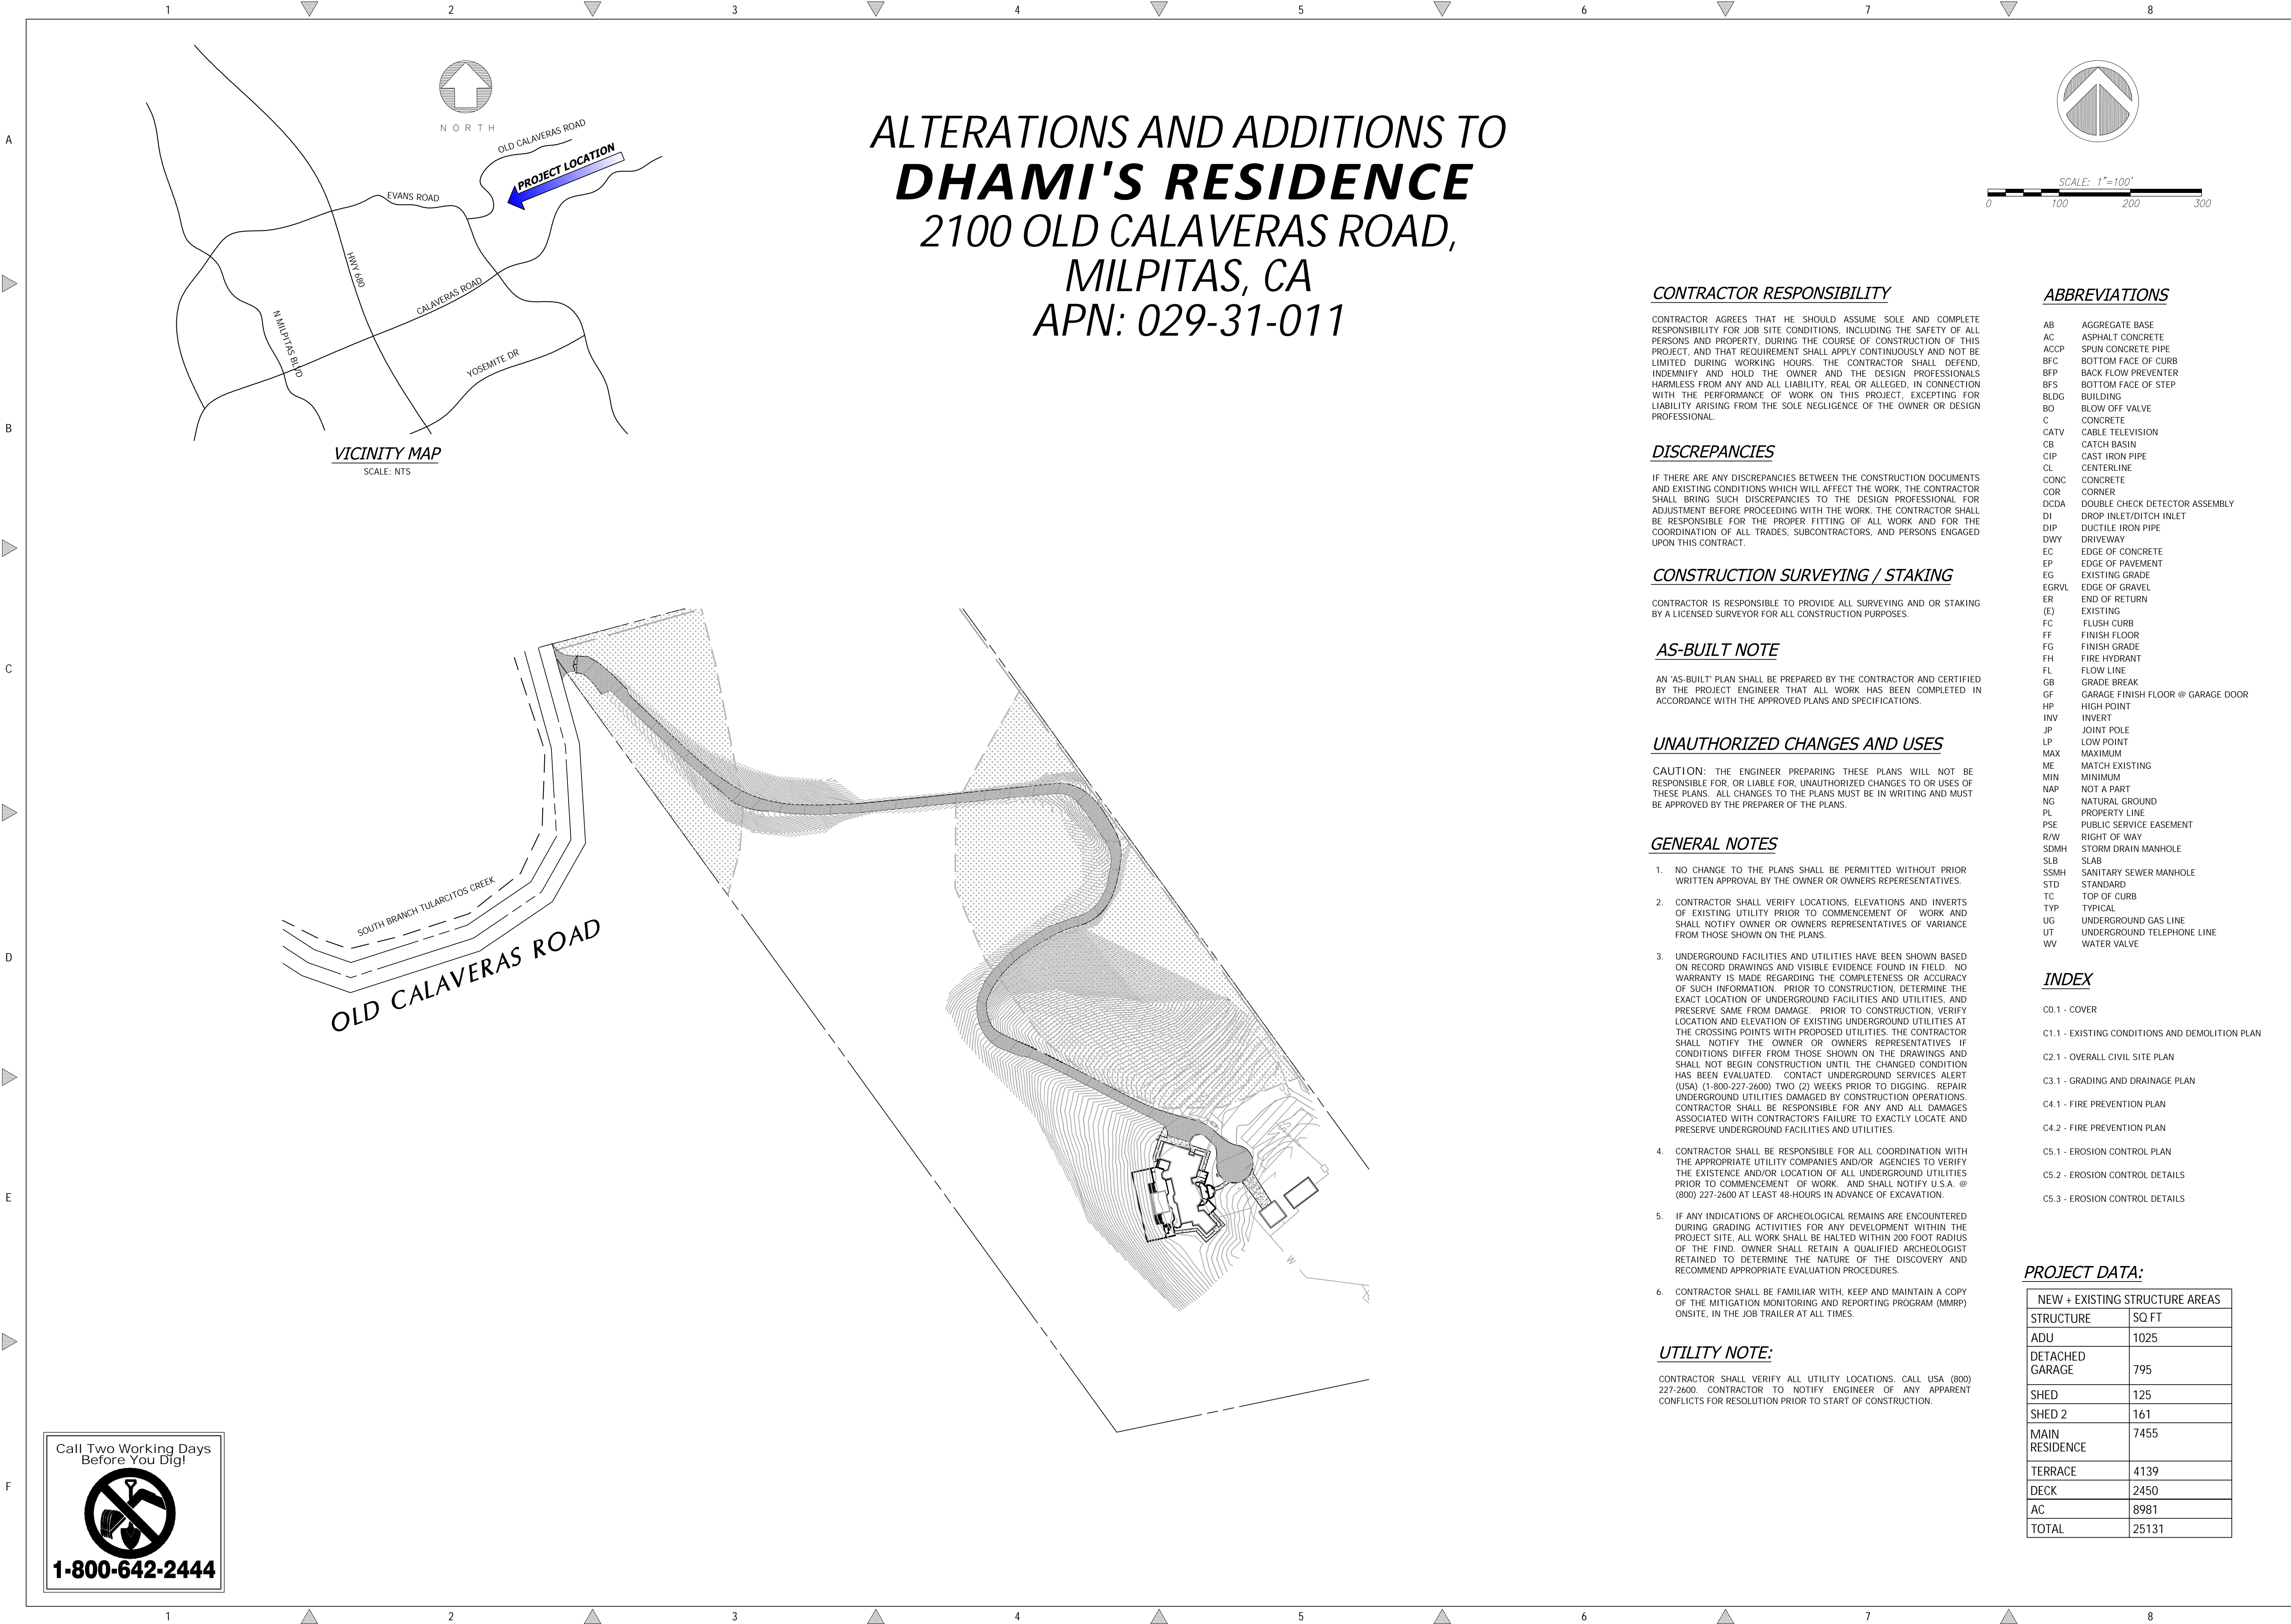 1 2 3 4 5 6 7 8
A
B
C
D
E
F
NORTH
OLD CALAVERAS ROAD
PROJECT LOCATION
EVANS ROAD
HWY 680
CALAVERAS ROAD
N MILPITAS BLVD
YOSEMITE DR
VICINITY MAP
SCALE: NTS
ALTERATIONS AND ADDITIONS TO
DHAMI'S RESIDENCE
2100 OLD CALAVERAS ROAD,
MILPITAS, CA
APN: 029-31-011
SCALE: 1"=100'
0 100 200 300
SOUTH BRANCH TULARCITOS CREEK
OLD CALAVERAS ROAD
W
CONTRACTOR RESPONSIBILITY
CONTRACTOR AGREES THAT HE SHOULD ASSUME SOLE AND COMPLETE
RESPONSIBILITY FOR JOB SITE CONDITIONS, INCLUDING THE SAFETY OF ALL
PERSONS AND PROPERTY, DURING THE COURSE OF CONSTRUCTION OF THIS
PROJECT, AND THAT REQUIREMENT SHALL APPLY CONTINUOUSLY AND NOT BE
LIMITED DURING WORKING HOURS. THE CONTRACTOR SHALL DEFEND,
INDEMNIFY AND HOLD THE OWNER AND THE DESIGN PROFESSIONALS
HARMLESS FROM ANY AND ALL LIABILITY, REAL OR ALLEGED, IN CONNECTION
WITH THE PERFORMANCE OF WORK ON THIS PROJECT, EXCEPTING FOR
LIABILITY ARISING FROM THE SOLE NEGLIGENCE OF THE OWNER OR DESIGN
PROFESSIONAL.
DISCREPANCIES
IF THERE ARE ANY DISCREPANCIES BETWEEN THE CONSTRUCTION DOCUMENTS
AND EXISTING CONDITIONS WHICH WILL AFFECT THE WORK, THE CONTRACTOR
SHALL BRING SUCH DISCREPANCIES TO THE DESIGN PROFESSIONAL FOR
ADJUSTMENT BEFORE PROCEEDING WITH THE WORK. THE CONTRACTOR SHALL
BE RESPONSIBLE FOR THE PROPER FITTING OF ALL WORK AND FOR THE
COORDINATION OF ALL TRADES, SUBCONTRACTORS, AND PERSONS ENGAGED
UPON THIS CONTRACT.
CONSTRUCTION SURVEYING / STAKING
CONTRACTOR IS RESPONSIBLE TO PROVIDE ALL SURVEYING AND OR STAKING
BY A LICENSED SURVEYOR FOR ALL CONSTRUCTION PURPOSES.
AS-BUILT NOTE
AN 'AS-BUILT' PLAN SHALL BE PREPARED BY THE CONTRACTOR AND CERTIFIED
BY THE PROJECT ENGINEER THAT ALL WORK HAS BEEN COMPLETED IN
ACCORDANCE WITH THE APPROVED PLANS AND SPECIFICATIONS.
UNAUTHORIZED CHANGES AND USES
CAUTION: THE ENGINEER PREPARING THESE PLANS WILL NOT BE
RESPONSIBLE FOR, OR LIABLE FOR, UNAUTHORIZED CHANGES TO OR USES OF
THESE PLANS. ALL CHANGES TO THE PLANS MUST BE IN WRITING AND MUST
BE APPROVED BY THE PREPARER OF THE PLANS.
GENERAL NOTES
1. NO CHANGE TO THE PLANS SHALL BE PERMITTED WITHOUT PRIOR
WRITTEN APPROVAL BY THE OWNER OR OWNERS REPERESENTATIVES.
2. CONTRACTOR SHALL VERIFY LOCATIONS, ELEVATIONS AND INVERTS
OF EXISTING UTILITY PRIOR TO COMMENCEMENT OF WORK AND
SHALL NOTIFY OWNER OR OWNERS REPRESENTATIVES OF VARIANCE
FROM THOSE SHOWN ON THE PLANS.
3. UNDERGROUND FACILITIES AND UTILITIES HAVE BEEN SHOWN BASED
ON RECORD DRAWINGS AND VISIBLE EVIDENCE FOUND IN FIELD. NO
WARRANTY IS MADE REGARDING THE COMPLETENESS OR ACCURACY
OF SUCH INFORMATION. PRIOR TO CONSTRUCTION, DETERMINE THE
EXACT LOCATION OF UNDERGROUND FACILITIES AND UTILITIES, AND
PRESERVE SAME FROM DAMAGE. PRIOR TO CONSTRUCTION, VERIFY
LOCATION AND ELEVATION OF EXISTING UNDERGROUND UTILITIES AT
THE CROSSING POINTS WITH PROPOSED UTILITIES. THE CONTRACTOR
SHALL NOTIFY THE OWNER OR OWNERS REPRESENTATIVES IF
CONDITIONS DIFFER FROM THOSE SHOWN ON THE DRAWINGS AND
SHALL NOT BEGIN CONSTRUCTION UNTIL THE CHANGED CONDITION
HAS BEEN EVALUATED. CONTACT UNDERGROUND SERVICES ALERT
(USA) (1-800-227-2600) TWO (2) WEEKS PRIOR TO DIGGING. REPAIR
UNDERGROUND UTILITIES DAMAGED BY CONSTRUCTION OPERATIONS.
CONTRACTOR SHALL BE RESPONSIBLE FOR ANY AND ALL DAMAGES
ASSOCIATED WITH CONTRACTOR'S FAILURE TO EXACTLY LOCATE AND
PRESERVE UNDERGROUND FACILITIES AND UTILITIES.
4. CONTRACTOR SHALL BE RESPONSIBLE FOR ALL COORDINATION WITH
THE APPROPRIATE UTILITY COMPANIES AND/OR AGENCIES TO VERIFY
THE EXISTENCE AND/OR LOCATION OF ALL UNDERGROUND UTILITIES
PRIOR TO COMMENCEMENT OF WORK. AND SHALL NOTIFY U.S.A. @
(800) 227-2600 AT LEAST 48-HOURS IN ADVANCE OF EXCAVATION.
5. IF ANY INDICATIONS OF ARCHEOLOGICAL REMAINS ARE ENCOUNTERED
DURING GRADING ACTIVITIES FOR ANY DEVELOPMENT WITHIN THE
PROJECT SITE, ALL WORK SHALL BE HALTED WITHIN 200 FOOT RADIUS
OF THE FIND. OWNER SHALL RETAIN A QUALIFIED ARCHEOLOGIST
RETAINED TO DETERMINE THE NATURE OF THE DISCOVERY AND
RECOMMEND APPROPRIATE EVALUATION PROCEDURES.
6. CONTRACTOR SHALL BE FAMILIAR WITH, KEEP AND MAINTAIN A COPY
OF THE MITIGATION MONITORING AND REPORTING PROGRAM (MMRP)
ONSITE, IN THE JOB TRAILER AT ALL TIMES.
UTILITY NOTE:
CONTRACTOR SHALL VERIFY ALL UTILITY LOCATIONS. CALL USA (800)
227-2600. CONTRACTOR TO NOTIFY ENGINEER OF ANY APPARENT
CONFLICTS FOR RESOLUTION PRIOR TO START OF CONSTRUCTION.
ABBREVIATIONS
AB AGGREGATE BASE
AC ASPHALT CONCRETE
ACCP SPUN CONCRETE PIPE
BFC BOTTOM FACE OF CURB
BFP BACK FLOW PREVENTER
BFS BOTTOM FACE OF STEP
BLDG BUILDING
BO BLOW OFF VALVE
C CONCRETE
CATV CABLE TELEVISION
CB CATCH BASIN
CIP CAST IRON PIPE
CL CENTERLINE
CONC CONCRETE
COR CORNER
DCDA DOUBLE CHECK DETECTOR ASSEMBLY
DI DROP INLET/DITCH INLET
DIP DUCTILE IRON PIPE
DWY DRIVEWAY
EC EDGE OF CONCRETE
EP EDGE OF PAVEMENT
EG EXISTING GRADE
EGRVL EDGE OF GRAVEL
ER END OF RETURN
(E) EXISTING
FC FLUSH CURB
FF FINISH FLOOR
FG FINISH GRADE
FH FIRE HYDRANT
FL FLOW LINE
GB GRADE BREAK
GF GARAGE FINISH FLOOR @ GARAGE DOOR
HP HIGH POINT
INV INVERT
JP JOINT POLE
LP LOW POINT
MAX MAXIMUM
ME MATCH EXISTING
MIN MINIMUM
NAP NOT A PART
NG NATURAL GROUND
PL PROPERTY LINE
PSE PUBLIC SERVICE EASEMENT
R/W RIGHT OF WAY
SDMH STORM DRAIN MANHOLE
SLB SLAB
SSMH SANITARY SEWER MANHOLE
STD STANDARD
TC TOP OF CURB
TYP TYPICAL
UG UNDERGROUND GAS LINE
UT UNDERGROUND TELEPHONE LINE
WV WATER VALVE
INDEX
C0.1 - COVER
C1.1 - EXISTING CONDITIONS AND DEMOLITION PLAN
C2.1 - OVERALL CIVIL SITE PLAN
C3.1 - GRADING AND DRAINAGE PLAN
C4.1 - FIRE PREVENTION PLAN
C4.2 - FIRE PREVENTION PLAN
C5.1 - EROSION CONTROL PLAN
C5.2 - EROSION CONTROL DETAILS
C5.3 - EROSION CONTROL DETAILS
PROJECT DATA:
NEW + EXISTING STRUCTURE AREAS
STRUCTURE SQ FT
ADU 1025
DETACHED
GARAGE 795
SHED 125
SHED 2 161
MAIN 7455
RESIDENCE
TERRACE 4139
DECK 2450
AC 8981
TOTAL 25131
Call Two Working Days
Before You Dig!
1-800-642-2444
1 2 3 4 5 6 7 8